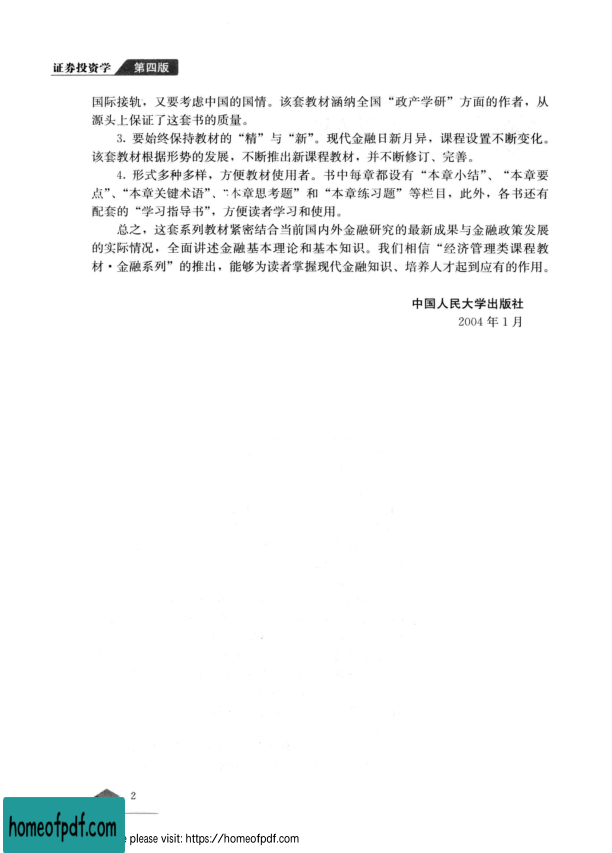 证券投资学 第四版
国际接轨，又要考虑中国的国情。该套教材涵纳全国“政产学研”方面的作者，从
源头上保证了这套书的质量。
3. 要始终保持教材的“精”与“新”。现代金融日新月异，课程设置不断变化。
该套教材根据形势的发展，不断推出新课程教材，并不断修订、完善。
4. 形式多种多样，方便教材使用者。书中每章都设有“本章小结”、“本章要
点”、“本章关键术语”、“本章思考题”和“本章练习题”等栏目，此外，各书还有
配套的“学习指导书”，方便读者学习和使用。
总之，这套系列教材紧密结合当前国内外金融研究的最新成果与金融政策发展
的实际情况，全面讲述金融基本理论和基本知识。我们相信“经济管理类课程教
材·金融系列”的推出，能够为读者掌握现代金融知识、培养人才起到应有的作用。
中国人民大学出版社
2004 年 1 月
2
homeofpdf.com
please visit: https://homeofpdf.com